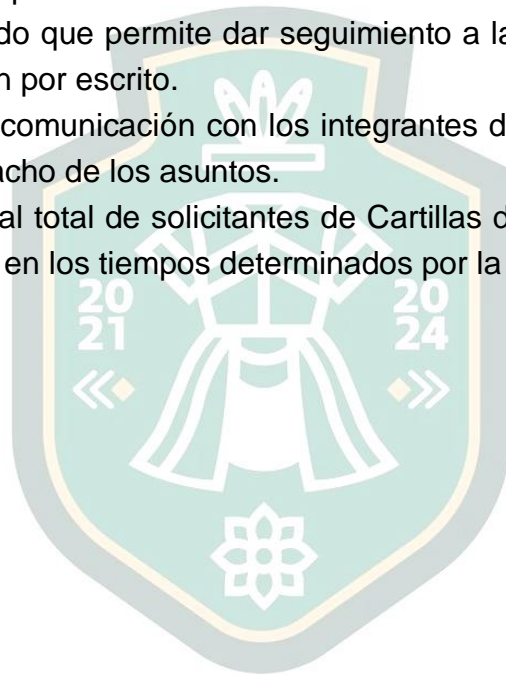 do que permite dar seguimiento a la
n por escrito.
comunicación con los integrantes d
acho de los asuntos.
al total de solicitantes de Cartillas d
en los tiempos determinados por la
20
21
20
24